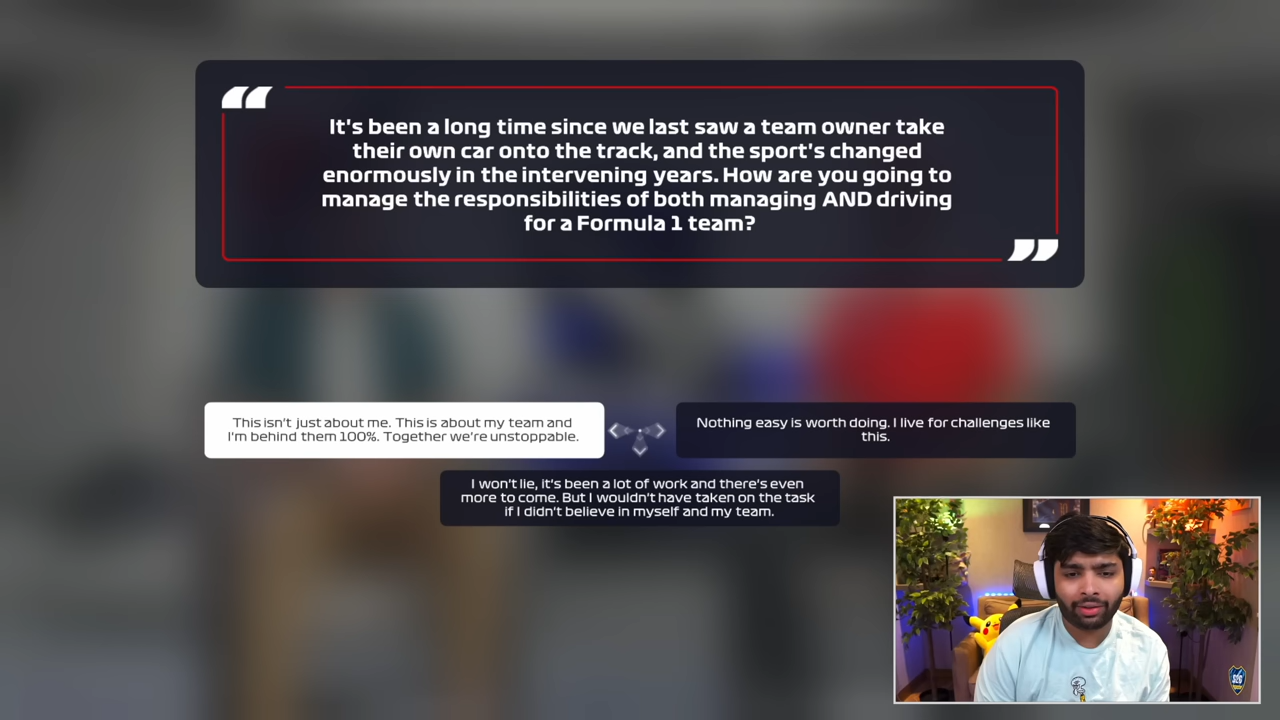 It's been a long time since we last saw a team owner take
their own car onto the track, and the sport's changed
enormously in the intervening years. How are you going to
manage the responsibilities of both managing AND driving
for a Formula 1 team?
This isn't just about me. This is about my team and
I'm behind them 100%. Together we're unstoppable.
Nothing easy is worth doing. I live for challenges like
this.
I won't lie, it's been a lot of work and there's even
more to come. But I wouldn't have taken on the task
if I didn't believe in myself and my team.